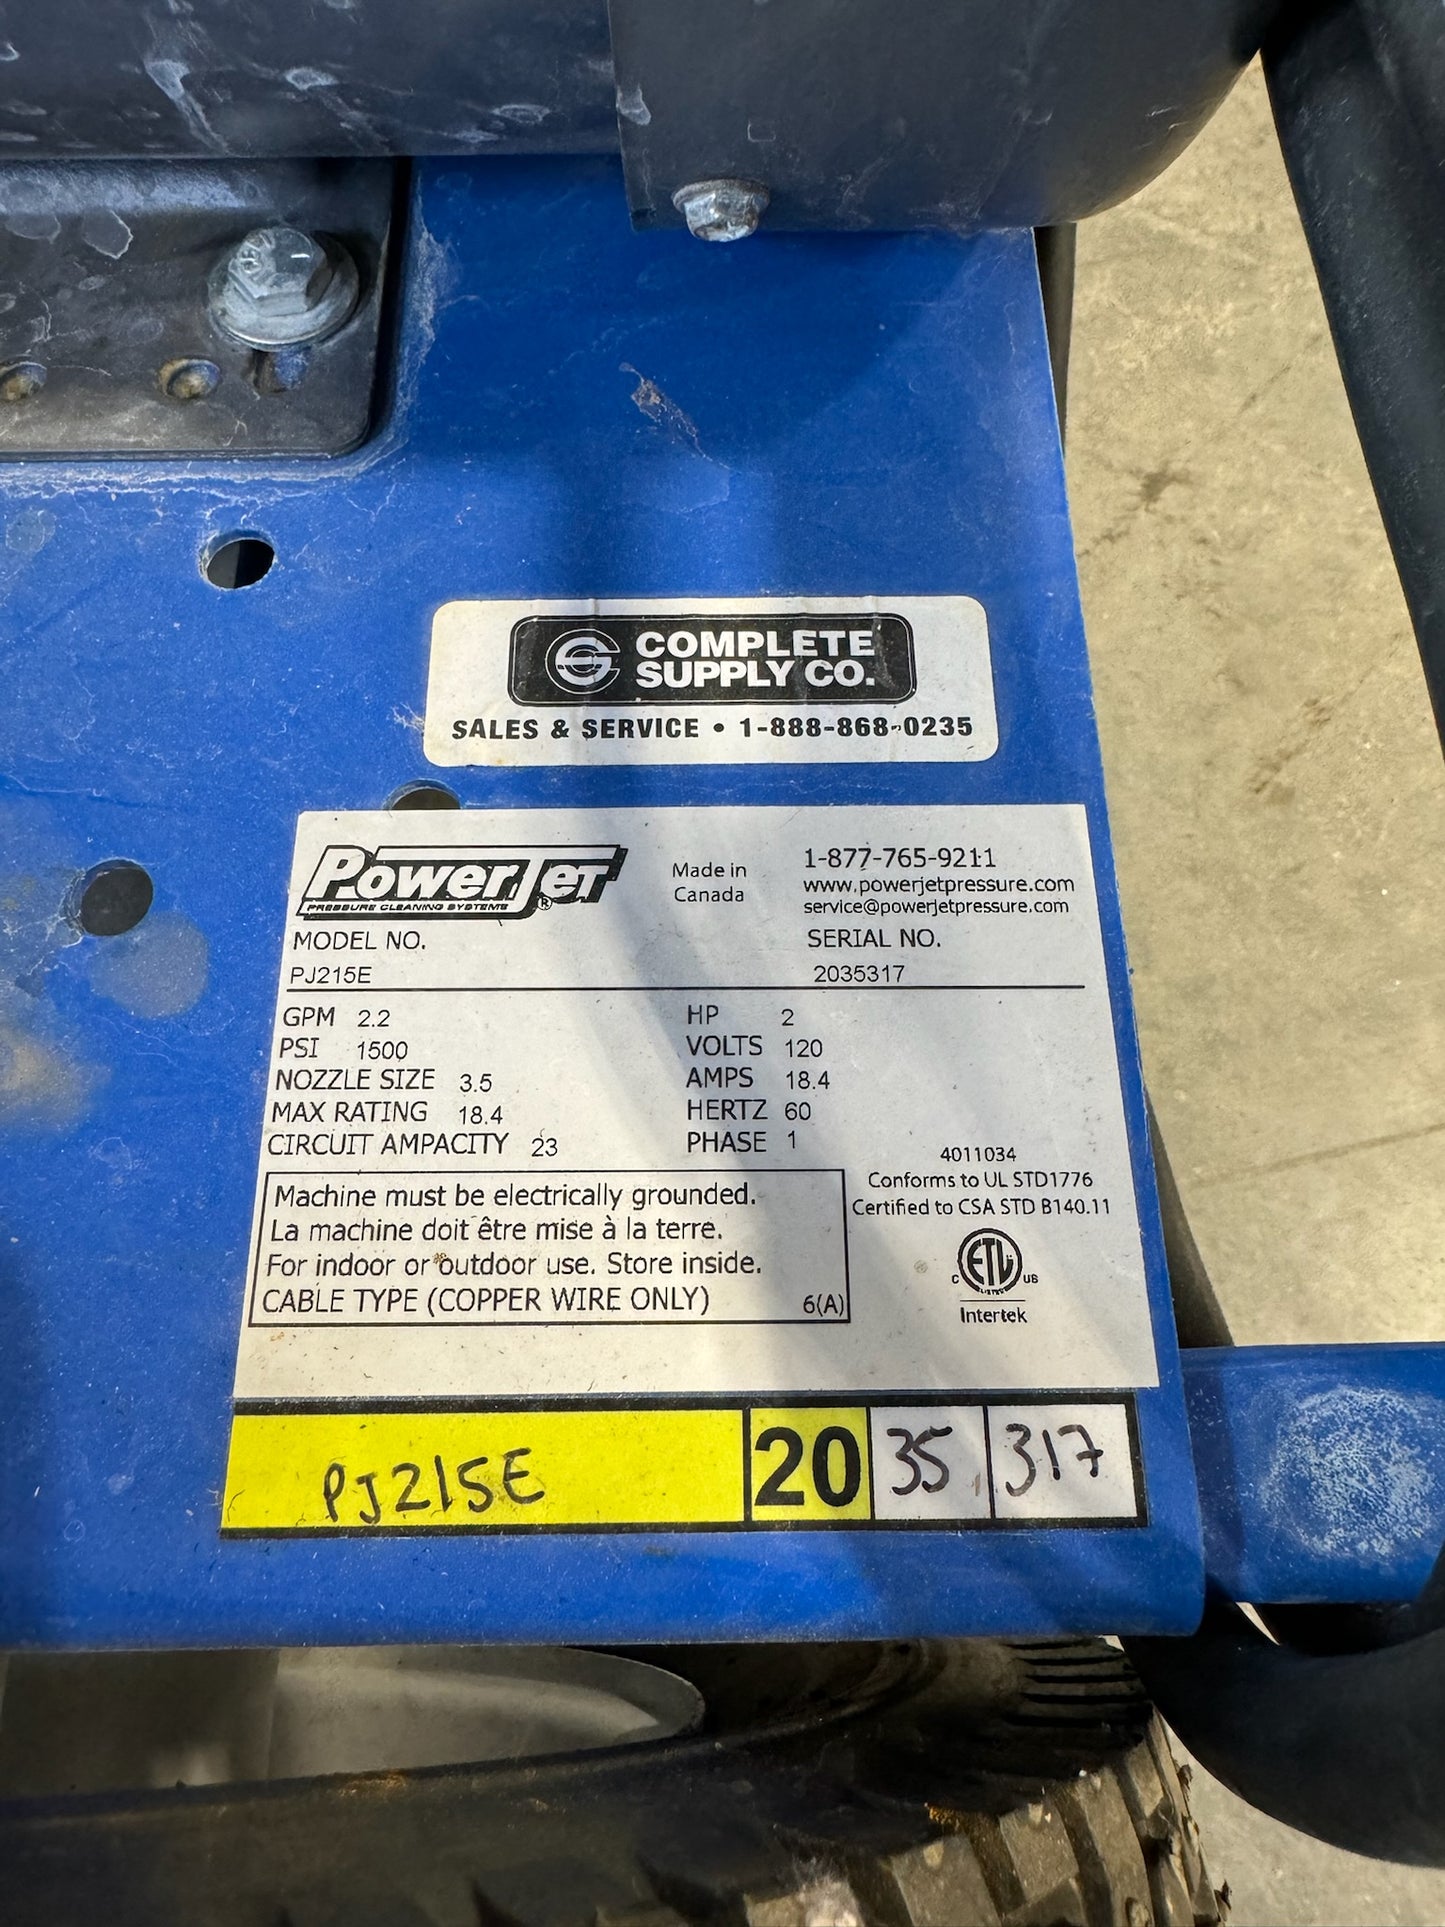 COMPLETE
SUPPLY CO.
SALES & SERVICE • 1-888-868-0235
PowerJet®
PRESSURE CLEANING SYSTEMS
Made in
Canada
1-877-765-9211
www.powerjetpressure.com
service@powerjetpressure.com
MODEL NO. SERIAL NO.
PJ215E 2035317
GPM 2.2 HP 2
PSI 1500 VOLTS 120
NOZZLE SIZE 3.5 AMPS 18.4
MAX RATING 18.4 HERTZ 60
CIRCUIT AMPACITY 23 PHASE 1
4011034
Conforms to UL STD1776
Certified to CSA STD B140.11
Machine must be electrically grounded.
La machine doit être mise à la terre.
For indoor or outdoor use. Store inside.
CABLE TYPE (COPPER WIRE ONLY) 6(A)
C ETL US
LISTED
Intertek
PJ215E 20 35 317